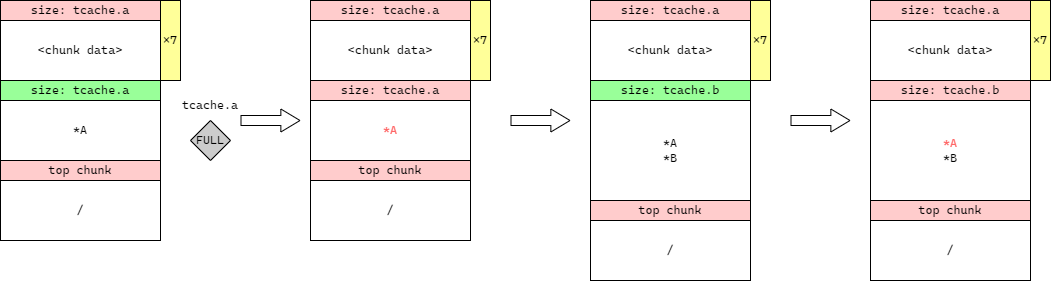 size: tcache.a
<chunk data>
×7
size: tcache.a
*A
top chunk
/
tcache.a
FULL
size: tcache.a
<chunk data>
×7
size: tcache.a
*A
top chunk
/
size: tcache.a
<chunk data>
×7
size: tcache.b
*A
*B
top chunk
/
size: tcache.a
<chunk data>
×7
size: tcache.b
*A
*B
top chunk
/